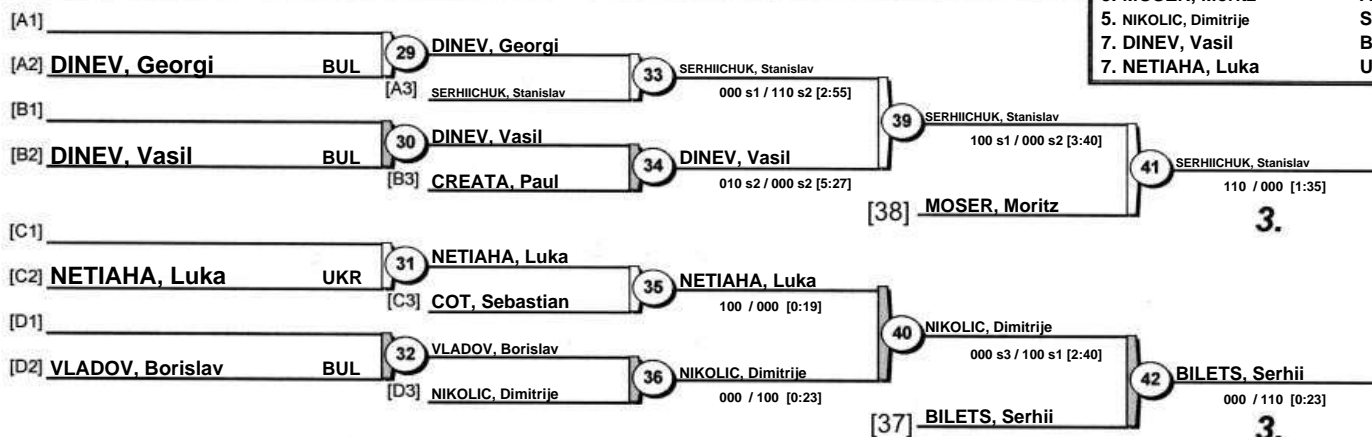 5. NIKOLIC, Dimitrije S
7. DINEV, Vasil B
7. NETIAHA, Luka U
[A1]
[A2] DINEV, Georgi BUL
29 DINEV, Georgi
[A3] SERHIICHUK, Stanislav
33 SERHIICHUK, Stanislav
000 s1 / 110 s2 [2:55]
[B1]
[B2] DINEV, Vasil BUL
30 DINEV, Vasil
[B3] CREATA, Paul
34 DINEV, Vasil
010 s2 / 000 s2 [5:27]
39 SERHIICHUK, Stanislav
100 s1 / 000 s2 [3:40]
[38] MOSER, Moritz
41 SERHIICHUK, Stanislav
110 / 000 [1:35]
3.
[C1]
[C2] NETIAHA, Luka UKR
31 NETIAHA, Luka
[C3] COT, Sebastian
35 NETIAHA, Luka
100 / 000 [0:19]
[D1]
[D2] VLADOV, Borislav BUL
32 VLADOV, Borislav
[D3] NIKOLIC, Dimitrije
36 NIKOLIC, Dimitrije
000 / 100 [0:23]
40 NIKOLIC, Dimitrije
000 s3 / 100 s1 [2:40]
[37] BILETS, Serhii
42 BILETS, Serhii
000 / 110 [0:23]
3.